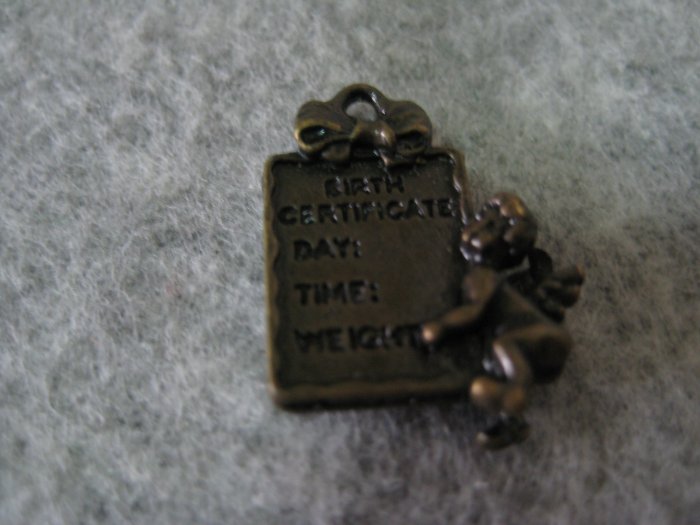 BIRTH
CERTIFICATE
DAY:
TIME:
WEIGHT